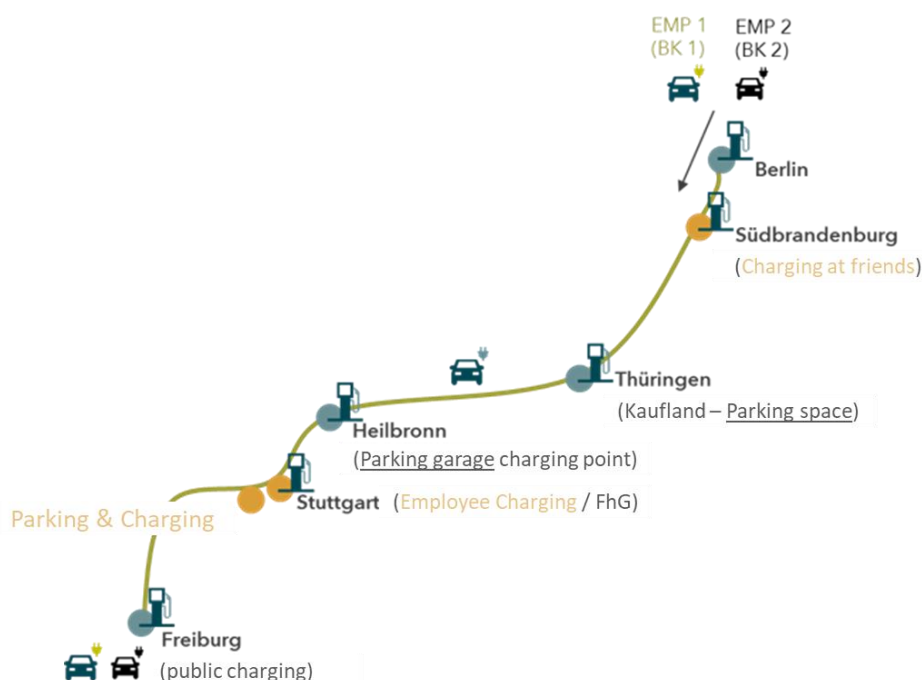 EMP 1
(BK 1)
EMP 2
(BK 2)
Berlin
Südbrandenburg
(Charging at friends)
Thüringen
(Kaufland – Parking space)
Heilbronn
(Parking garage charging point)
Stuttgart (Employee Charging / FhG)
Parking & Charging
Freiburg
(public charging)